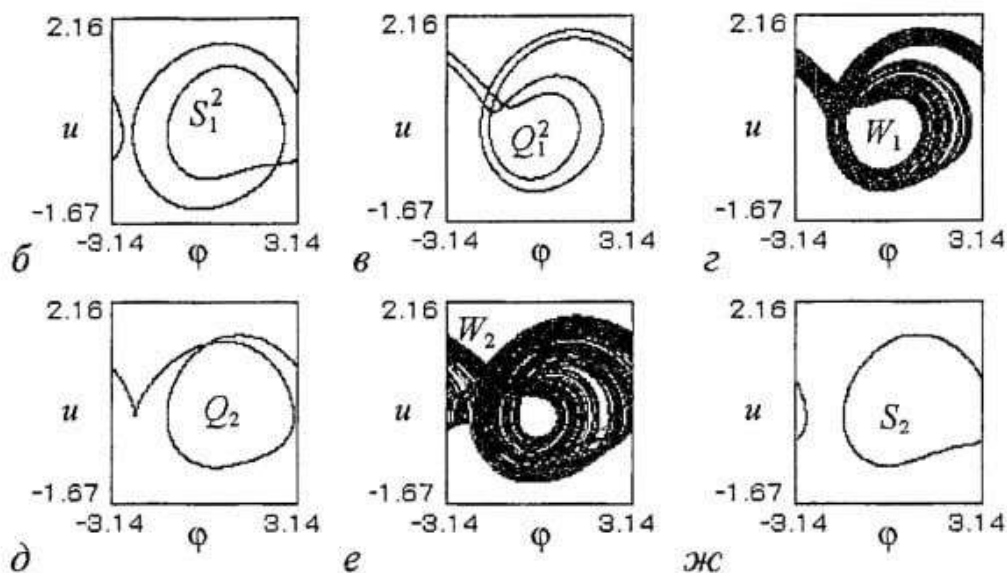 2.16 2.16 2.16
u S₁² u Q₁² u W₁
-1.67 -1.67 -1.67
-3.14 3.14 -3.14 3.14 -3.14 3.14
б φ в φ г φ
2.16 2.16 W₂ 2.16
u Q₂ u u S₂
-1.67 -1.67 -1.67
-3.14 3.14 -3.14 3.14 -3.14 3.14
д φ е φ ж φ